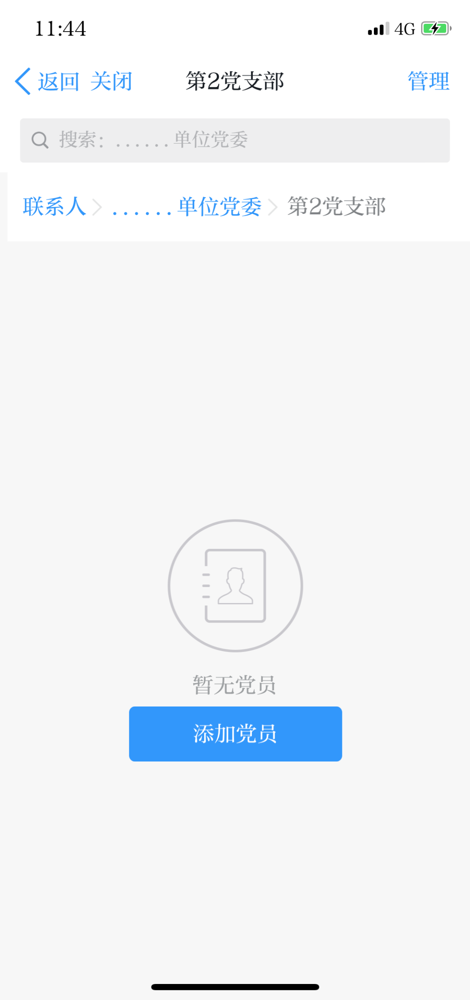 11:44 4G
返回 关闭 第2党支部 管理
搜索：......单位党委
联系人 ......单位党委 第2党支部
暂无党员
添加党员